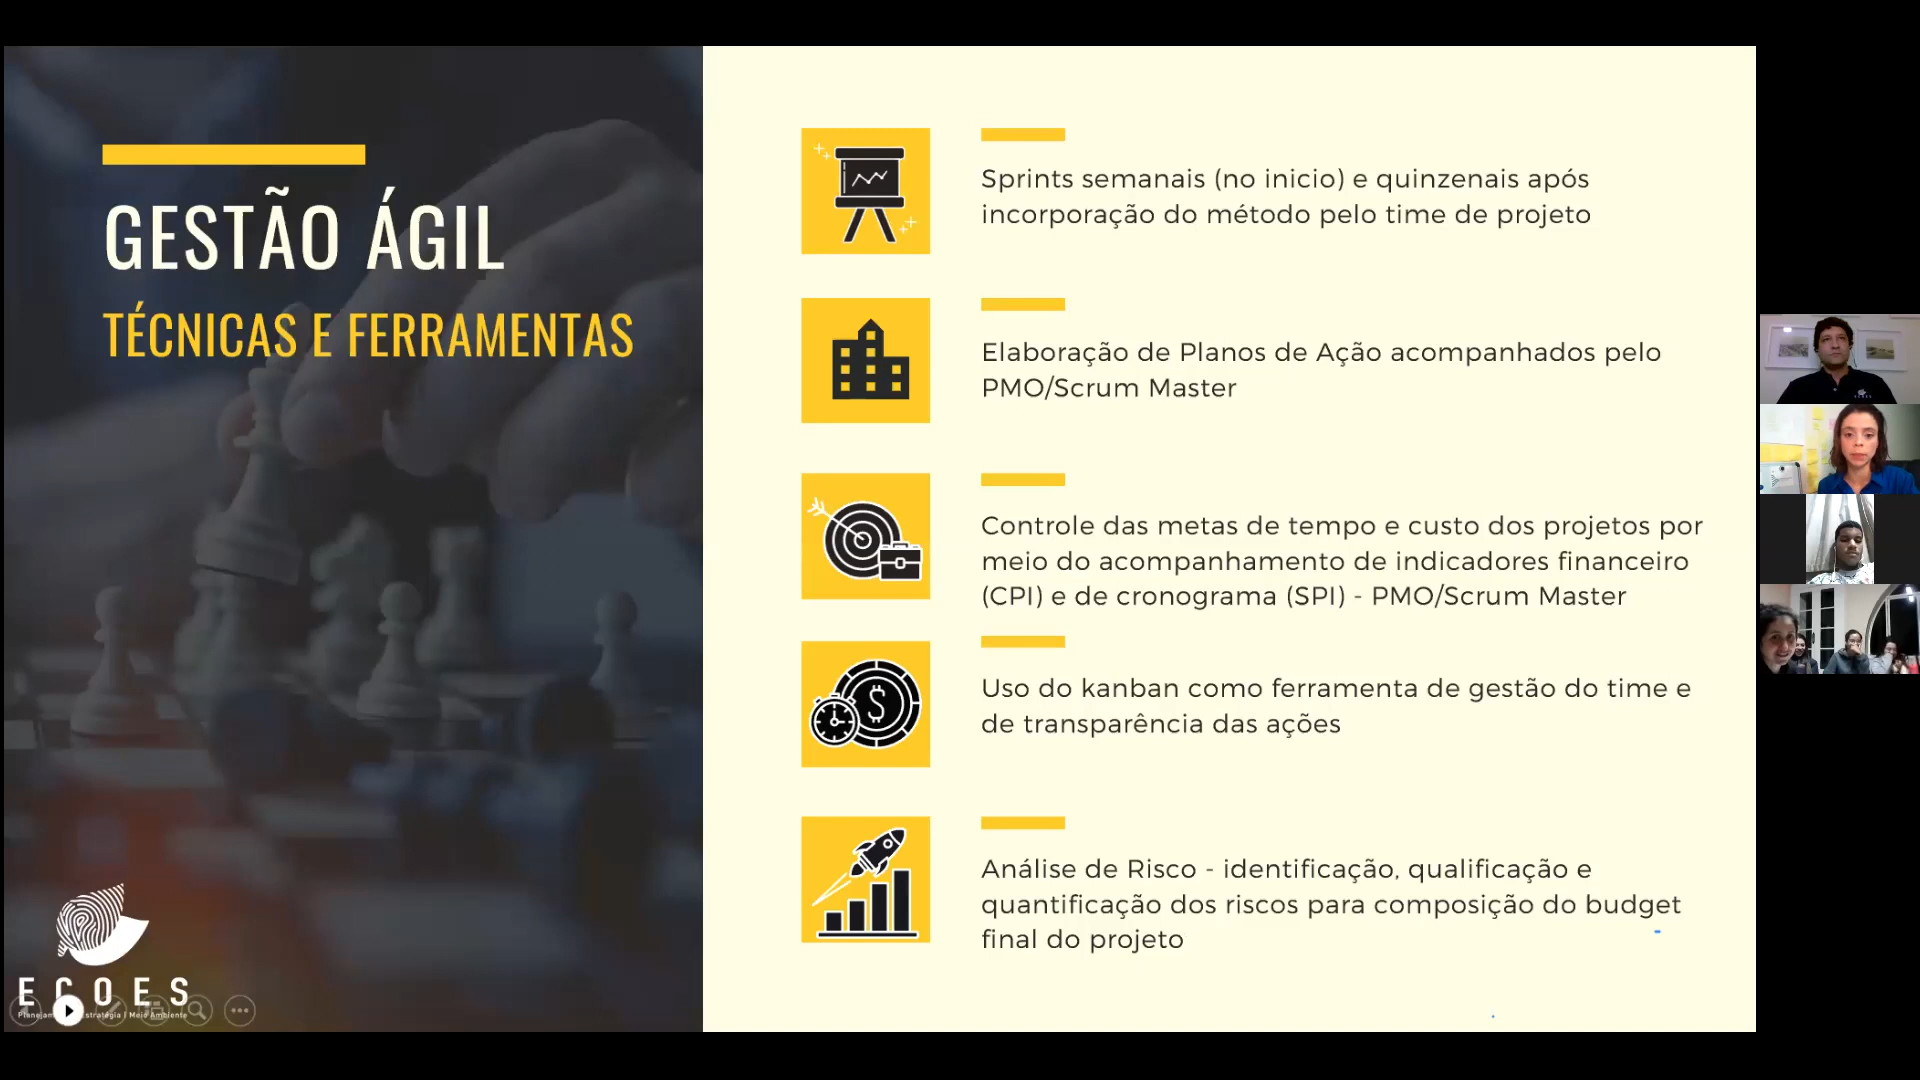 GESTÃO ÁGIL
TÉCNICAS E FERRAMENTAS
Sprints semanais (no inicio) e quinzenais após
incorporação do método pelo time de projeto
Elaboração de Planos de Ação acompanhados pelo
PMO/Scrum Master
Controle das metas de tempo e custo dos projetos por
meio do acompanhamento de indicadores financeiro
(CPI) e de cronograma (SPI) - PMO/Scrum Master
Uso do kanban como ferramenta de gestão do time e
de transparência das ações
Análise de Risco - identificação, qualificação e
quantificação dos riscos para composição do budget
final do projeto
ECOES
| Meio Ambiente